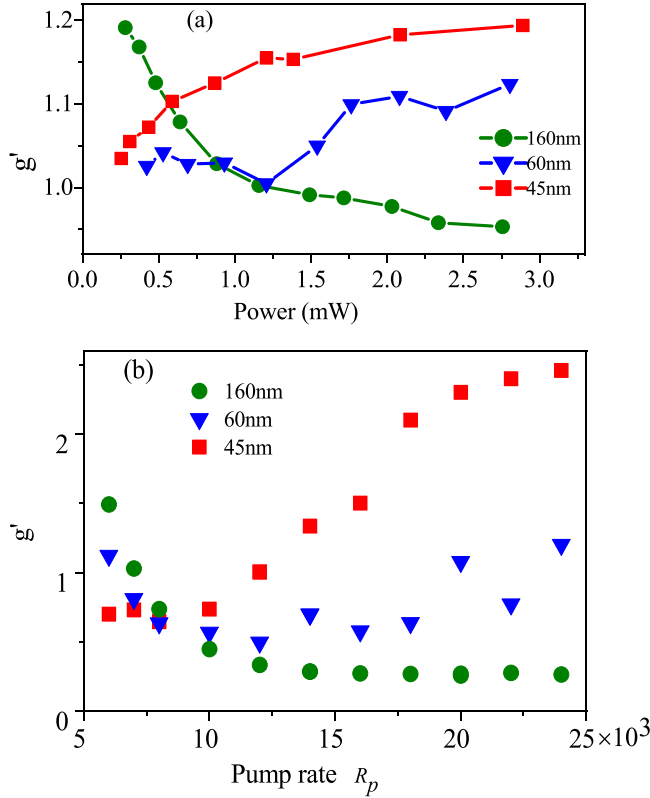 (a)
1.2
1.1
1.0
g'
160nm
60nm
45nm
0.0 0.5 1.0 1.5 2.0 2.5 3.0
Power (mW)
(b)
160nm
60nm
45nm
2
1
0
g'
5 10 15 20 25×10³
Pump rate R_p